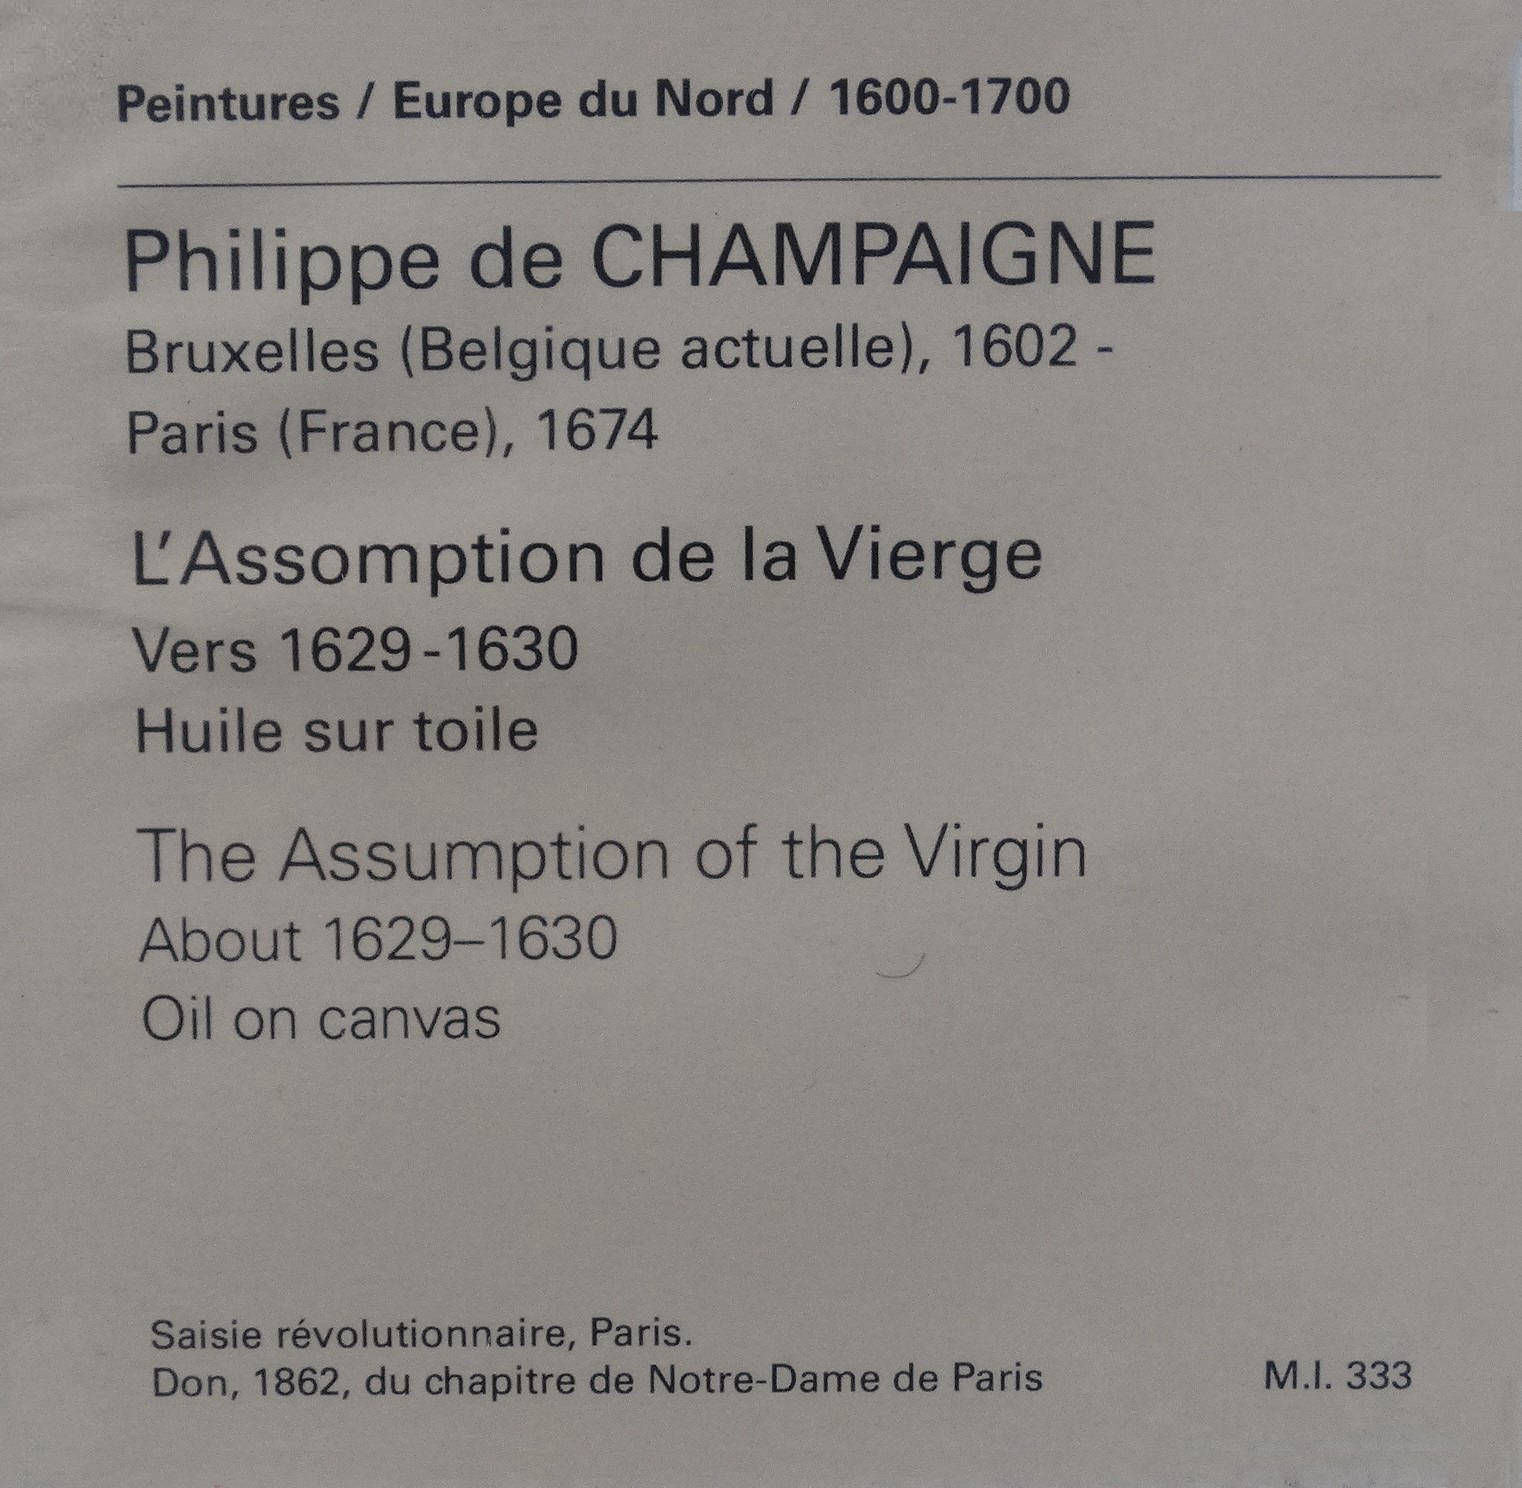 Peintures / Europe du Nord / 1600-1700
Philippe de CHAMPAIGNE
Bruxelles (Belgique actuelle), 1602 -
Paris (France), 1674
L'Assomption de la Vierge
Vers 1629-1630
Huile sur toile
The Assumption of the Virgin
About 1629–1630
Oil on canvas
Saisie révolutionnaire, Paris.
Don, 1862, du chapitre de Notre-Dame de Paris M.I. 333